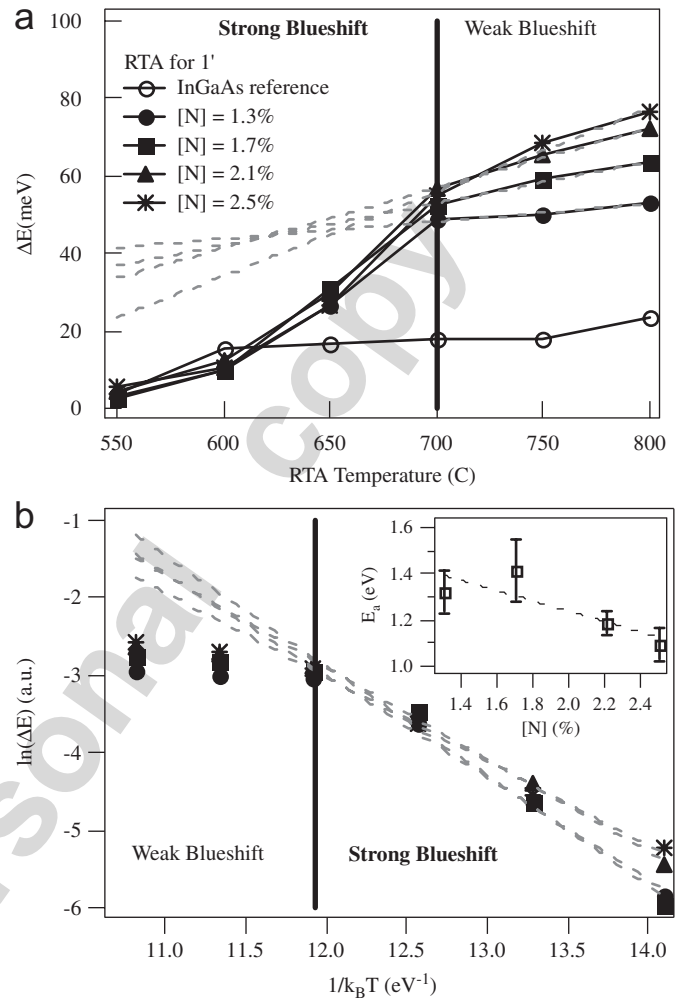 a
100
80
60
40
20
0
ΔE(meV)
Strong Blueshift
Weak Blueshift
RTA for 1'
InGaAs reference
[N] = 1.3%
[N] = 1.7%
[N] = 2.1%
[N] = 2.5%
550 600 650 700 750 800
RTA Temperature (C)
copy
b
-1
-2
-3
-4
-5
-6
ln(ΔE) (a.u.)
1.6
1.4
1.2
1.0
Eₐ (eV)
1.4 1.6 1.8 2.0 2.2 2.4
[N] (%)
Weak Blueshift
Strong Blueshift
11.0 11.5 12.0 12.5 13.0 13.5 14.0
1/k_BT (eV⁻¹)
sonal